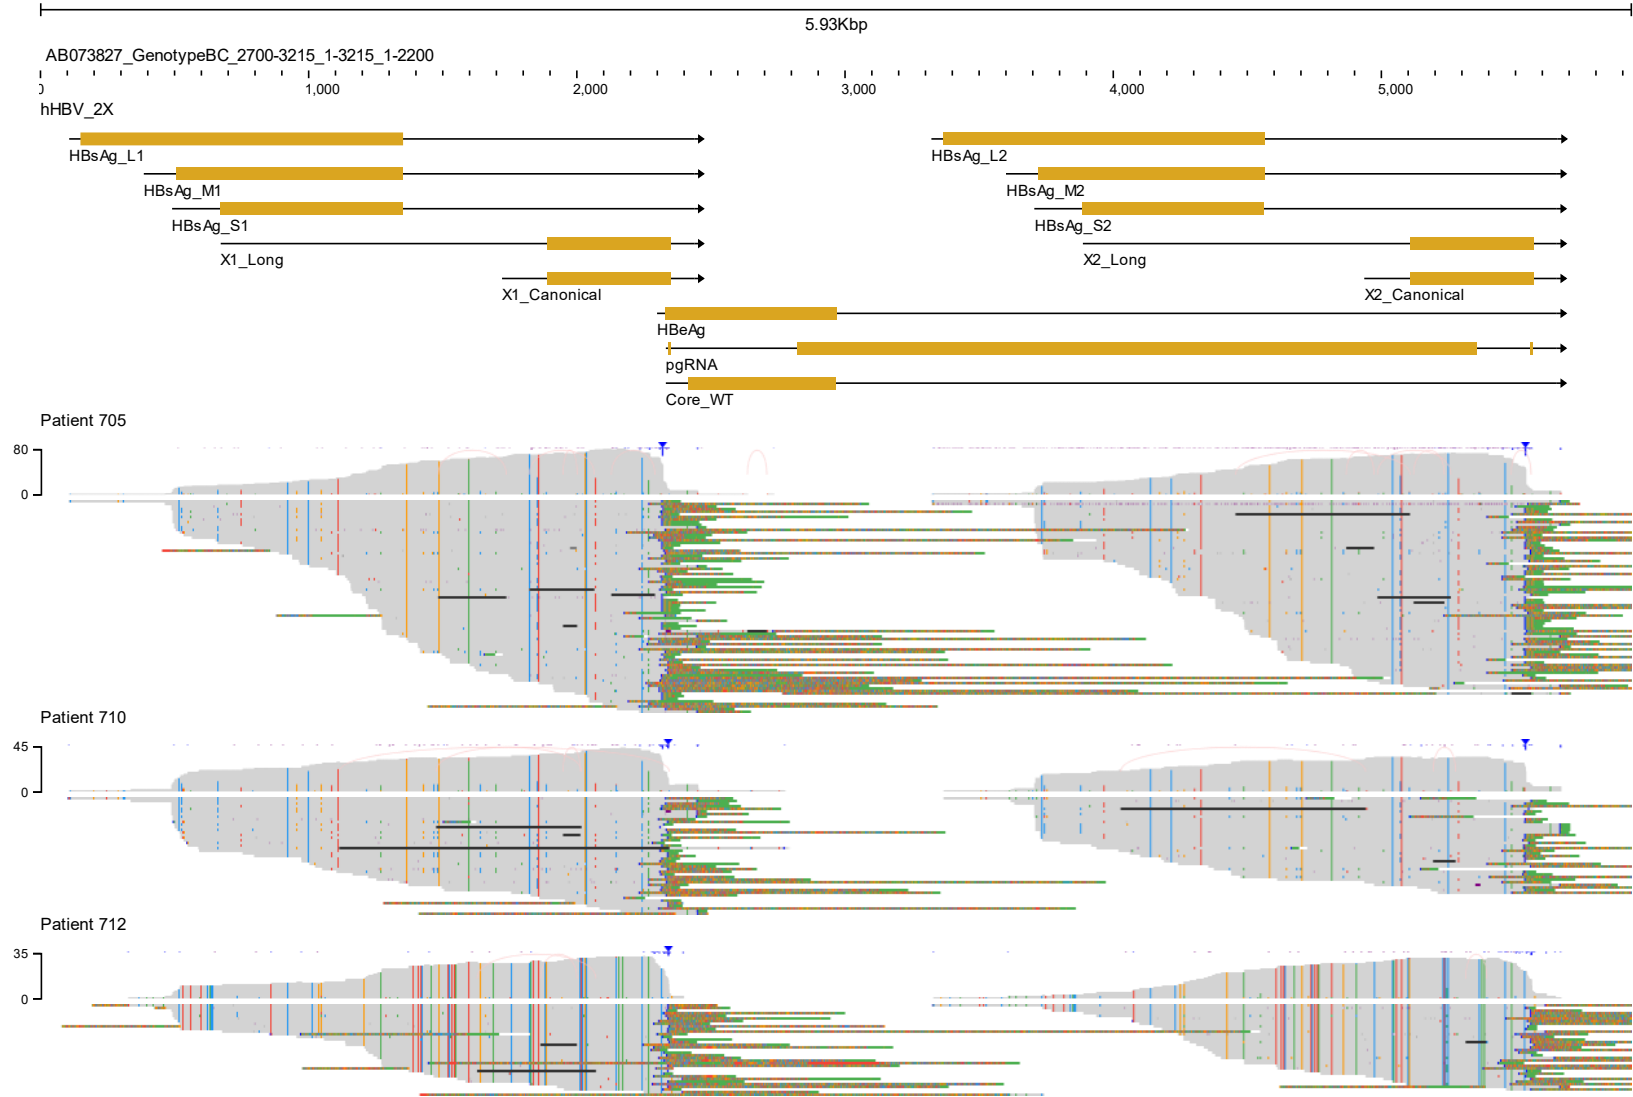 5.93Kbp
AB073827_GenotypeBC_2700-3215_1-3215_1-2200
0 1,000 2,000 3,000 4,000 5,000
hHBV_2X
HBsAg_L1 HBsAg_L2
HBsAg_M1 HBsAg_M2
HBsAg_S1 HBsAg_S2
X1_Long X2_Long
X1_Canonical X2_Canonical
HBeAg
pgRNA
Core_WT
Patient 705
80
0
Patient 710
45
0
Patient 712
35
0